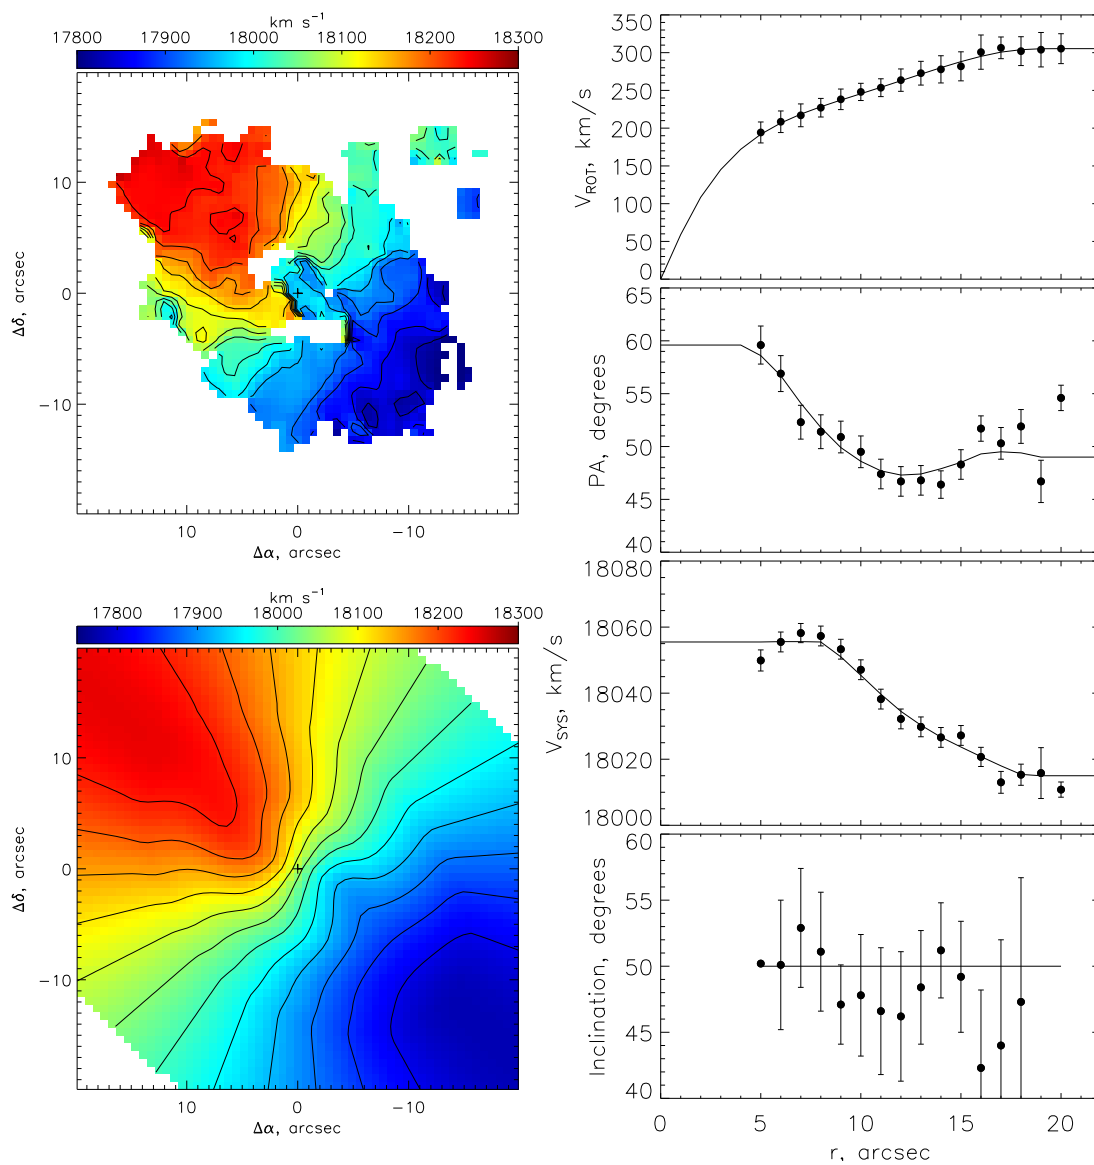 km s⁻¹
17800 17900 18000 18100 18200 18300
10
0
−10
Δδ, arcsec
10 0 −10
Δα, arcsec
km s⁻¹
17800 17900 18000 18100 18200 18300
10
0
−10
Δδ, arcsec
10 0 −10
Δα, arcsec
350
300
250
200
150
100
50
0
V_ROT, km/s
65
60
55
50
45
40
PA, degrees
18080
18060
18040
18020
18000
V_SYS, km/s
60
55
50
45
40
Inclination, degrees
0 5 10 15 20
r, arcsec